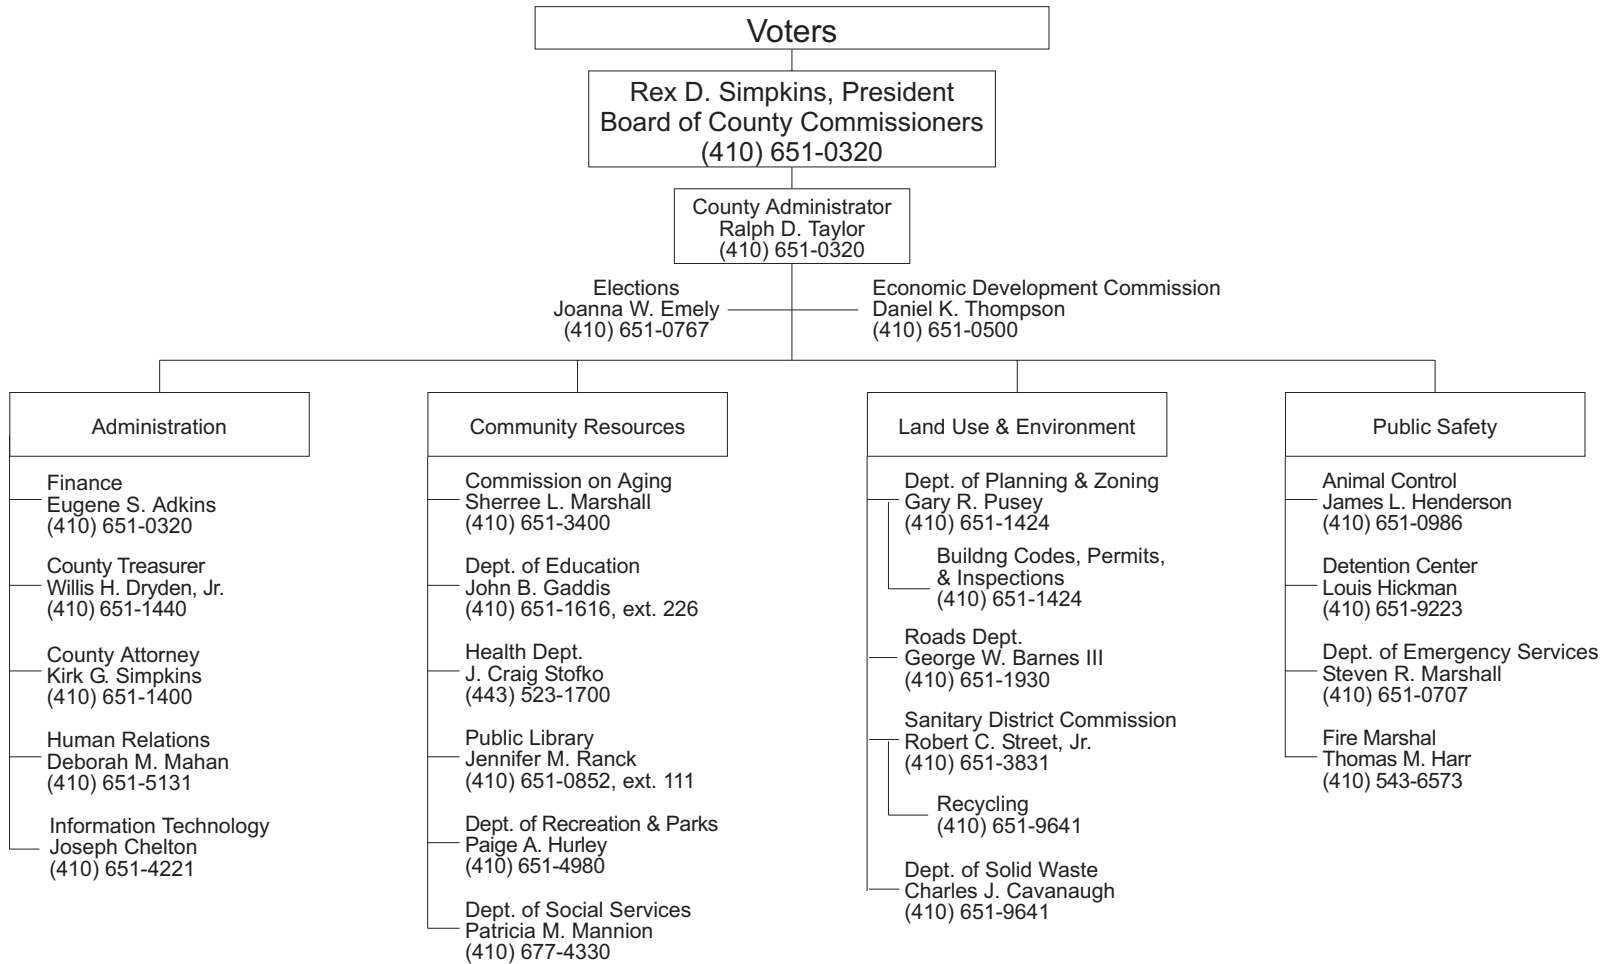 Voters
Rex D. Simpkins, President
Board of County Commissioners
(410) 651-0320
County Administrator
Ralph D. Taylor
(410) 651-0320
Elections
Joanna W. Emely
(410) 651-0767
Economic Development Commission
Daniel K. Thompson
(410) 651-0500
Administration
Finance
Eugene S. Adkins
(410) 651-0320
County Treasurer
Willis H. Dryden, Jr.
(410) 651-1440
County Attorney
Kirk G. Simpkins
(410) 651-1400
Human Relations
Deborah M. Mahan
(410) 651-5131
Information Technology
Joseph Chelton
(410) 651-4221
Community Resources
Commission on Aging
Sherree L. Marshall
(410) 651-3400
Dept. of Education
John B. Gaddis
(410) 651-1616, ext. 226
Health Dept.
J. Craig Stofko
(443) 523-1700
Public Library
Jennifer M. Ranck
(410) 651-0852, ext. 111
Dept. of Recreation & Parks
Paige A. Hurley
(410) 651-4980
Dept. of Social Services
Patricia M. Mannion
(410) 677-4330
Land Use & Environment
Dept. of Planning & Zoning
Gary R. Pusey
(410) 651-1424
Buildng Codes, Permits,
& Inspections
(410) 651-1424
Roads Dept.
George W. Barnes III
(410) 651-1930
Sanitary District Commission
Robert C. Street, Jr.
(410) 651-3831
Recycling
(410) 651-9641
Dept. of Solid Waste
Charles J. Cavanaugh
(410) 651-9641
Public Safety
Animal Control
James L. Henderson
(410) 651-0986
Detention Center
Louis Hickman
(410) 651-9223
Dept. of Emergency Services
Steven R. Marshall
(410) 651-0707
Fire Marshal
Thomas M. Harr
(410) 543-6573